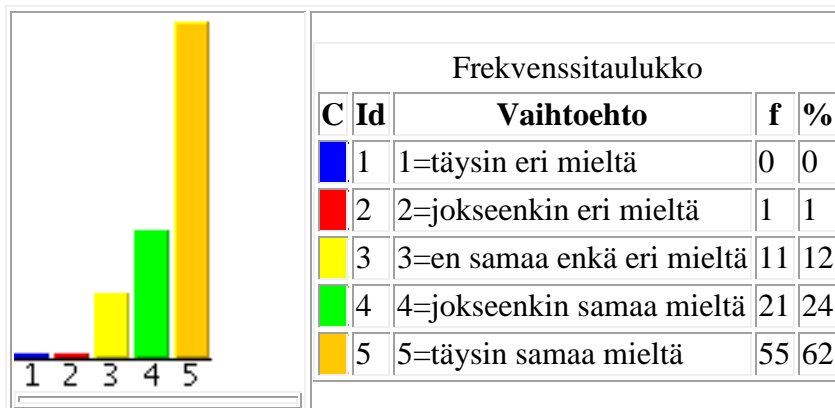 1 2 3 4 5
Frekvenssitaulukko
C Id Vaihtoehto f %
1 1=täysin eri mieltä 0 0
2 2=jokseenkin eri mieltä 1 1
3 3=en samaa enkä eri mieltä 11 12
4 4=jokseenkin samaa mieltä 21 24
5 5=täysin samaa mieltä 55 62